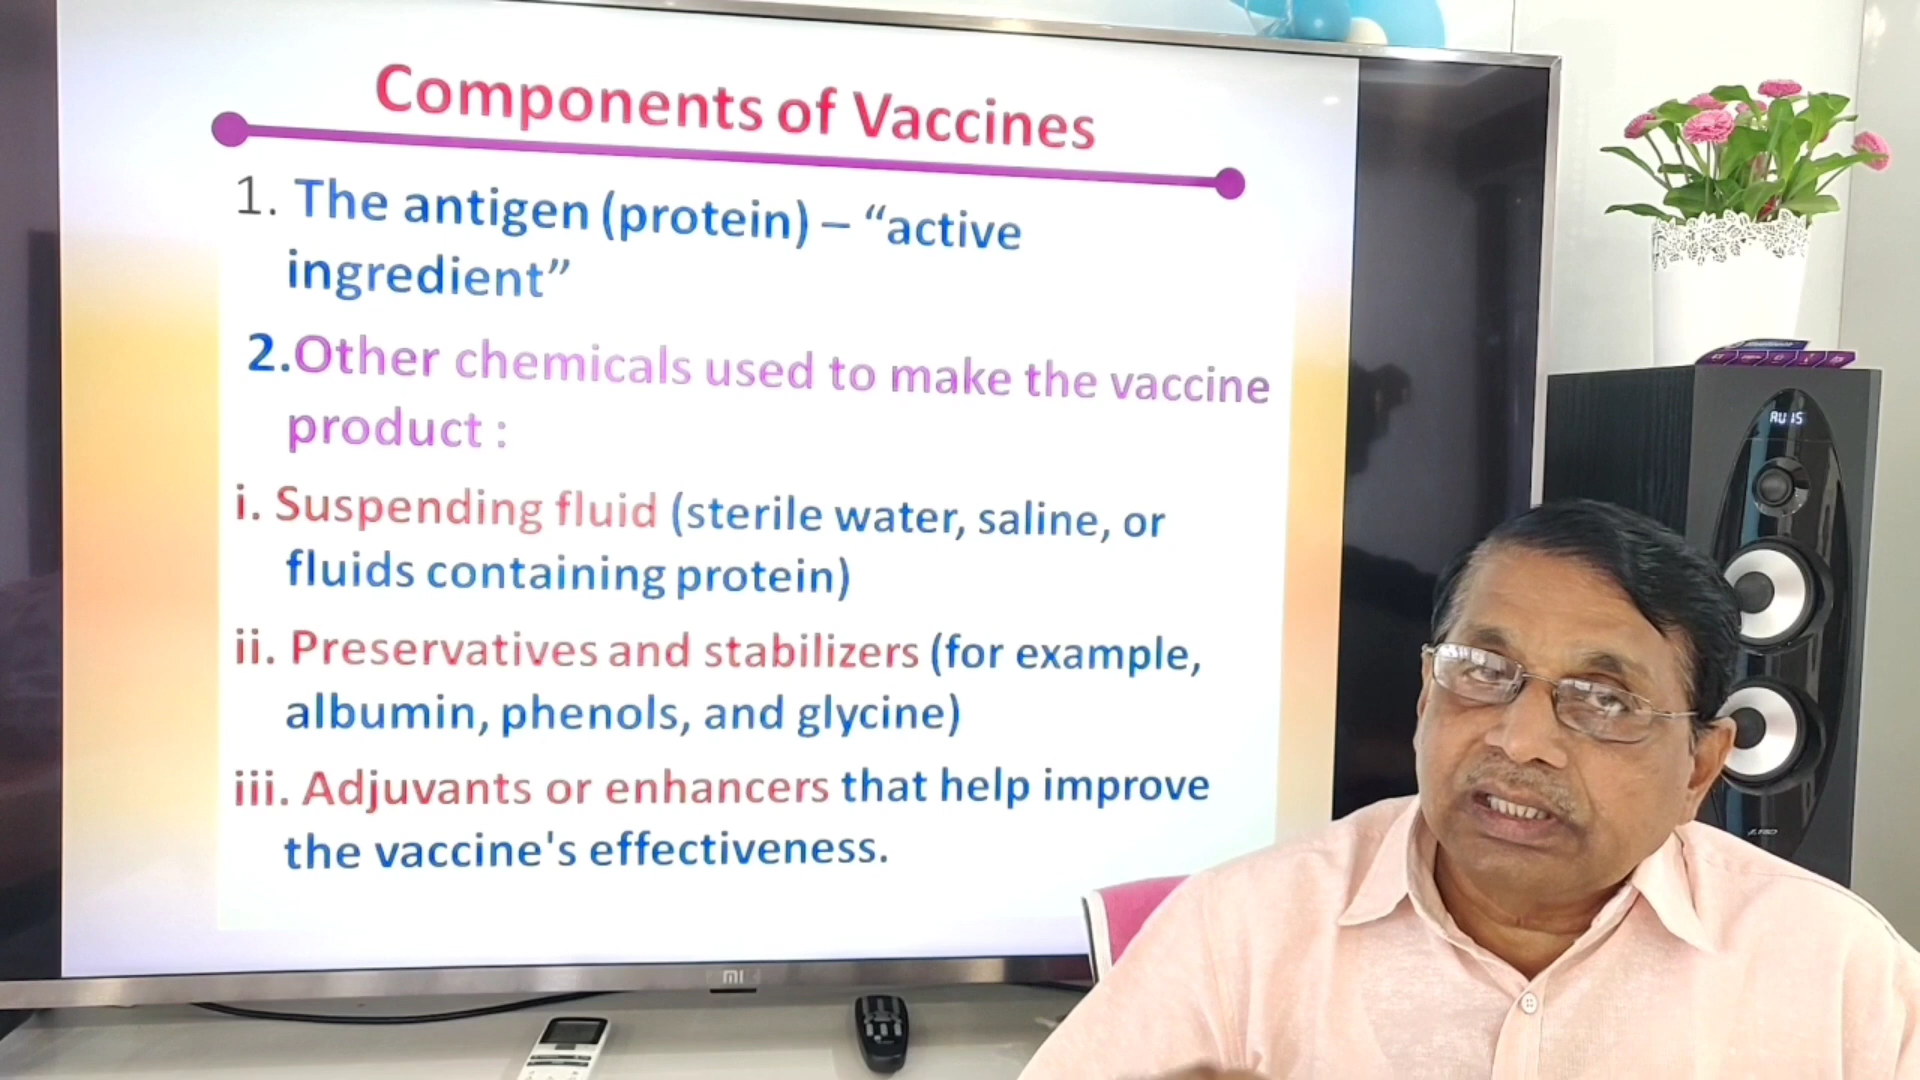 Components of Vaccines
1. The antigen (protein) – “active
ingredient”
2.Other chemicals used to make the vaccine
product :
i. Suspending fluid (sterile water, saline, or
fluids containing protein)
ii. Preservatives and stabilizers (for example,
albumin, phenols, and glycine)
iii. Adjuvants or enhancers that help improve
the vaccine's effectiveness.
mi